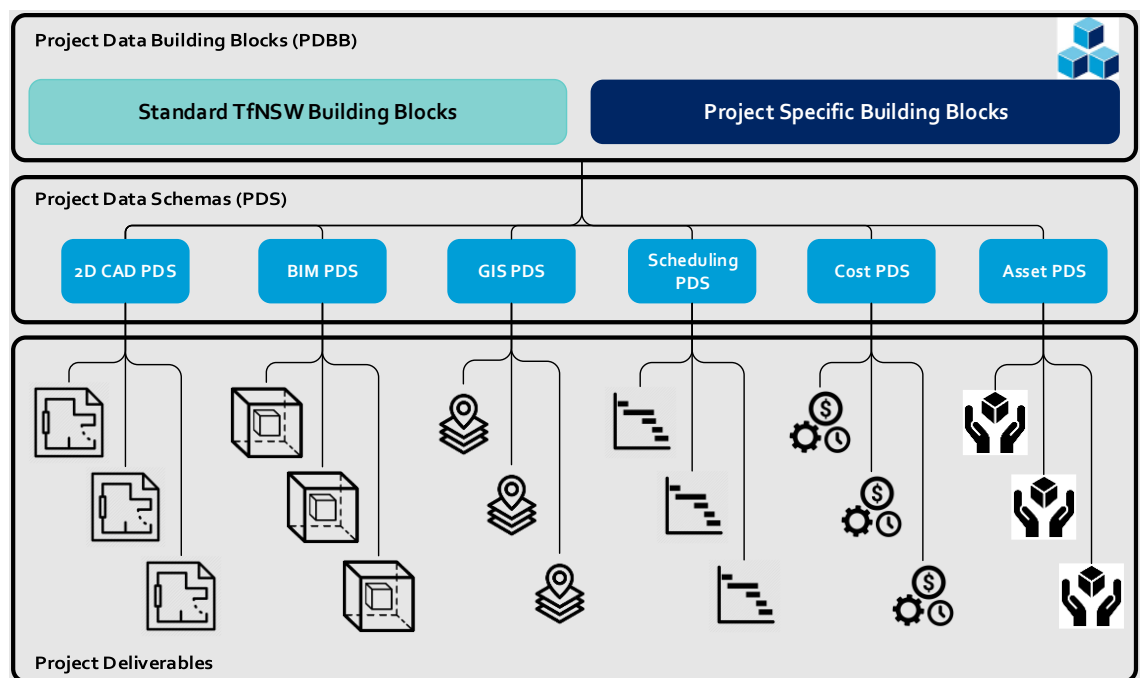 Project Data Building Blocks (PDBB)
Standard TfNSW Building Blocks
Project Specific Building Blocks
Project Data Schemas (PDS)
2D CAD PDS
BIM PDS
GIS PDS
Scheduling
PDS
Cost PDS
Asset PDS
$
$
$
Project Deliverables